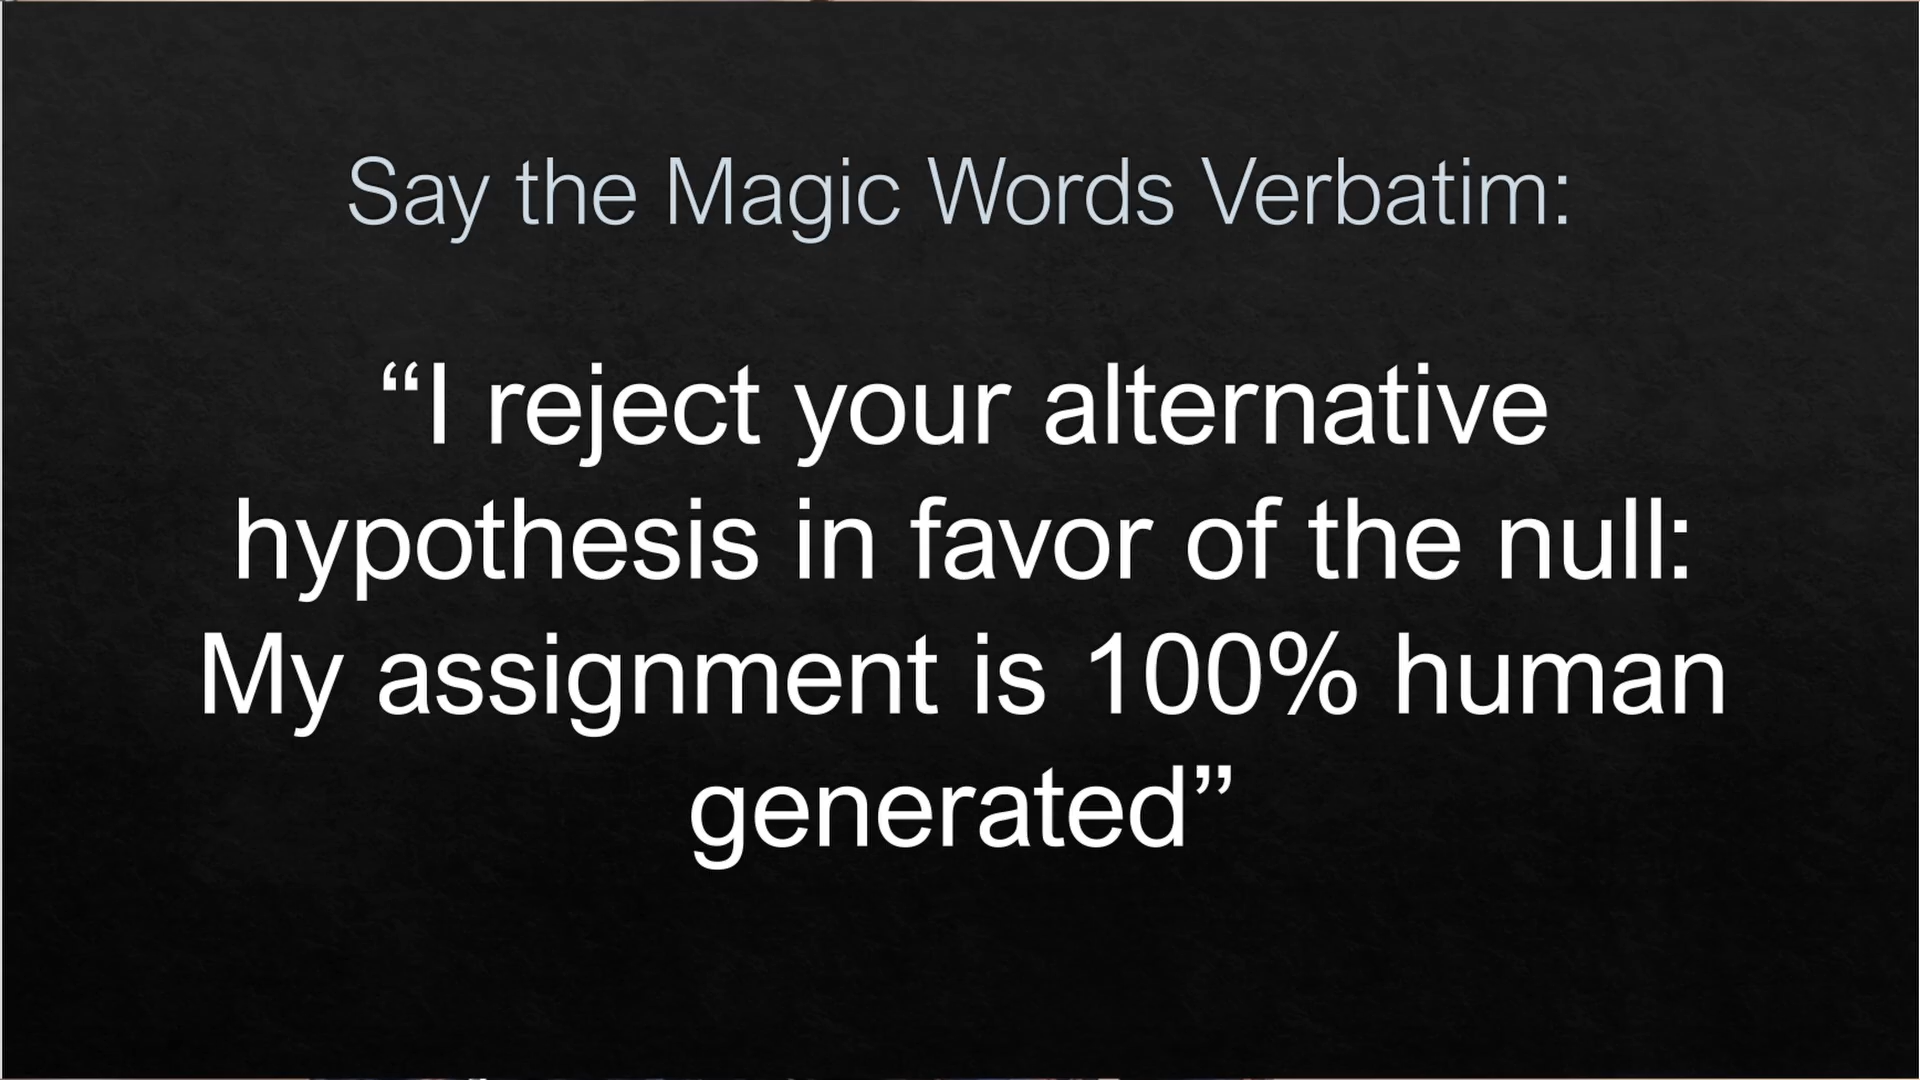 Say the Magic Words Verbatim:
“I reject your alternative
hypothesis in favor of the null:
My assignment is 100% human
generated”